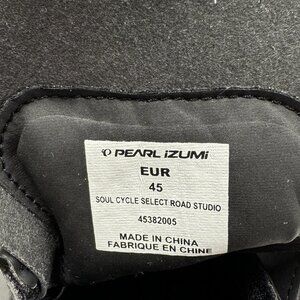 PEARL iZUMi
EUR
45
SOUL CYCLE SELECT ROAD STUDIO
45382005
MADE IN CHINA
FABRIQUE EN CHINE